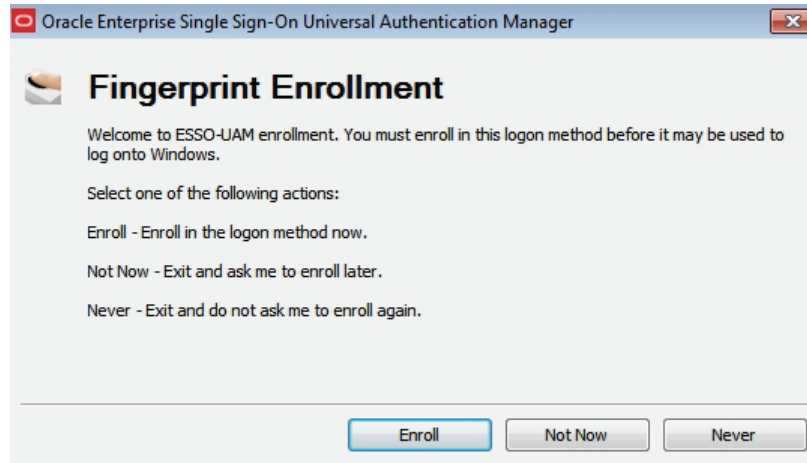 Oracle Enterprise Single Sign-On Universal Authentication Manager
Fingerprint Enrollment
Welcome to ESSO-UAM enrollment. You must enroll in this logon method before it may be used to
log onto Windows.
Select one of the following actions:
Enroll - Enroll in the logon method now.
Not Now - Exit and ask me to enroll later.
Never - Exit and do not ask me to enroll again.
Enroll Not Now Never